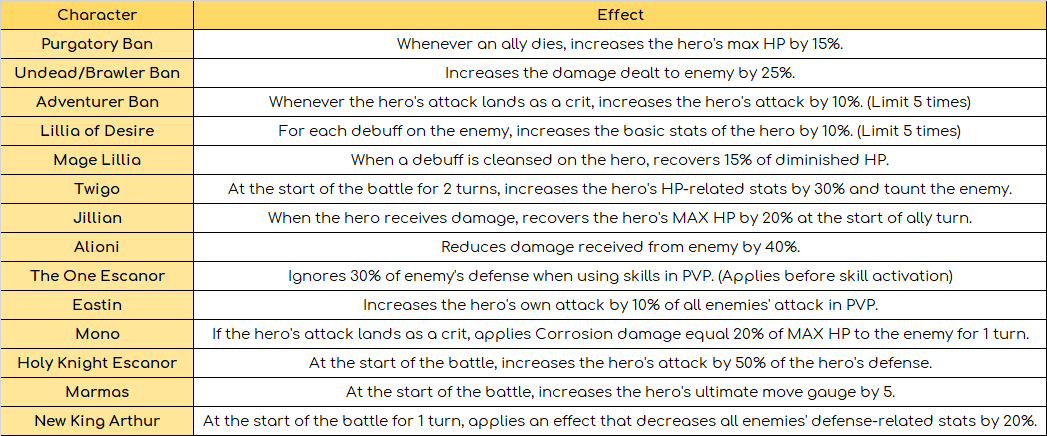 Character Effect
Purgatory Ban Whenever an ally dies, increases the hero's max HP by 15%.
Undead/Brawler Ban Increases the damage dealt to enemy by 25%.
Adventurer Ban Whenever the hero's attack lands as a crit, increases the hero's attack by 10%. (Limit 5 times)
Lillia of Desire For each debuff on the enemy, increases the basic stats of the hero by 10%. (Limit 5 times)
Mage Lillia When a debuff is cleansed on the hero, recovers 15% of diminished HP.
Twigo At the start of the battle for 2 turns, increases the hero's HP-related stats by 30% and taunt the enemy.
Jillian When the hero receives damage, recovers the hero's MAX HP by 20% at the start of ally turn.
Alioni Reduces damage received from enemy by 40%.
The One Escanor Ignores 30% of enemy's defense when using skills in PVP. (Applies before skill activation)
Eastin Increases the hero's own attack by 10% of all enemies' attack in PVP.
Mono If the hero's attack lands as a crit, applies Corrosion damage equal 20% of MAX HP to the enemy for 1 turn.
Holy Knight Escanor At the start of the battle, increases the hero's attack by 50% of the hero's defense.
Marmas At the start of the battle, increases the hero's ultimate move gauge by 5.
New King Arthur At the start of the battle for 1 turn, applies an effect that decreases all enemies' defense-related stats by 20%.